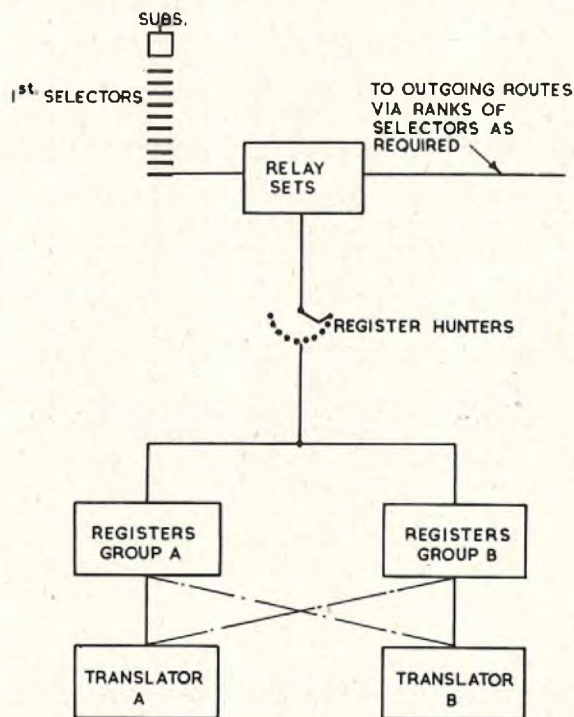 SUBS.
1st. SELECTORS
TO OUTGOING ROUTES
VIA RANKS OF
SELECTORS AS
REQUIRED
RELAY
SETS
REGISTER HUNTERS
REGISTERS
GROUP A
REGISTERS
GROUP B
TRANSLATOR
A
TRANSLATOR
B